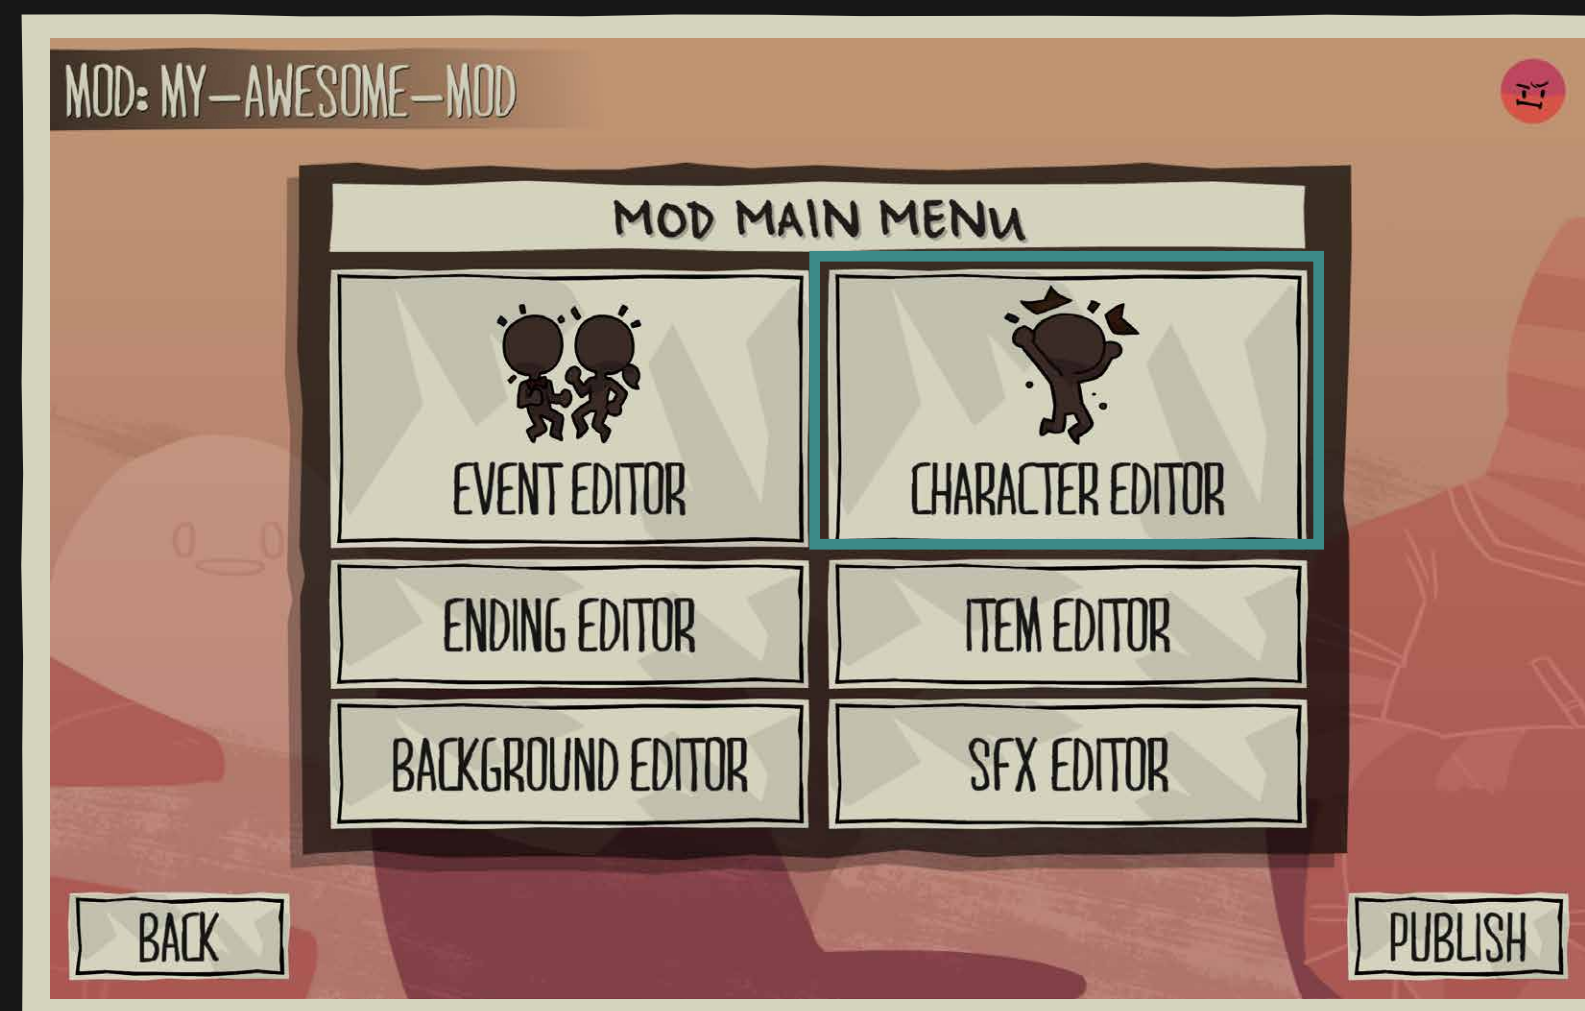 MOD: MY-AWESOME-MOD
MOD MAIN MENU
EVENT EDITOR
CHARACTER EDITOR
ENDING EDITOR
ITEM EDITOR
BACKGROUND EDITOR
SFX EDITOR
BACK
PUBLISH